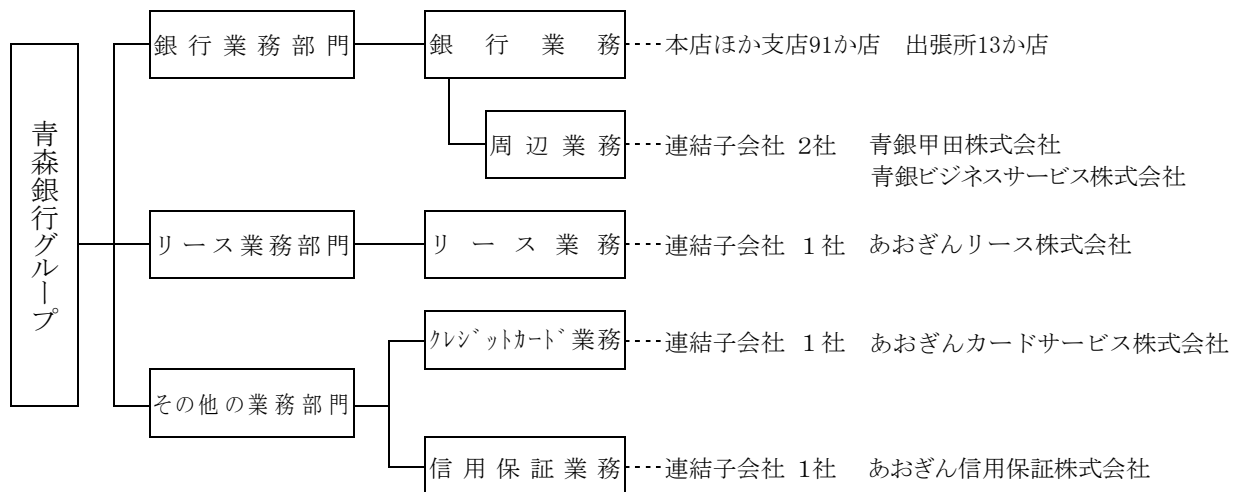 青森銀行グループ
銀行業務部門
銀行業務
本店ほか支店91か店 出張所13か店
周辺業務
連結子会社 2社 青銀甲田株式会社
青銀ビジネスサービス株式会社
リース業務部門
リース業務
連結子会社 1社 あおぎんリース株式会社
その他の業務部門
クレジットカード業務
連結子会社 1社 あおぎんカードサービス株式会社
信用保証業務
連結子会社 1社 あおぎん信用保証株式会社